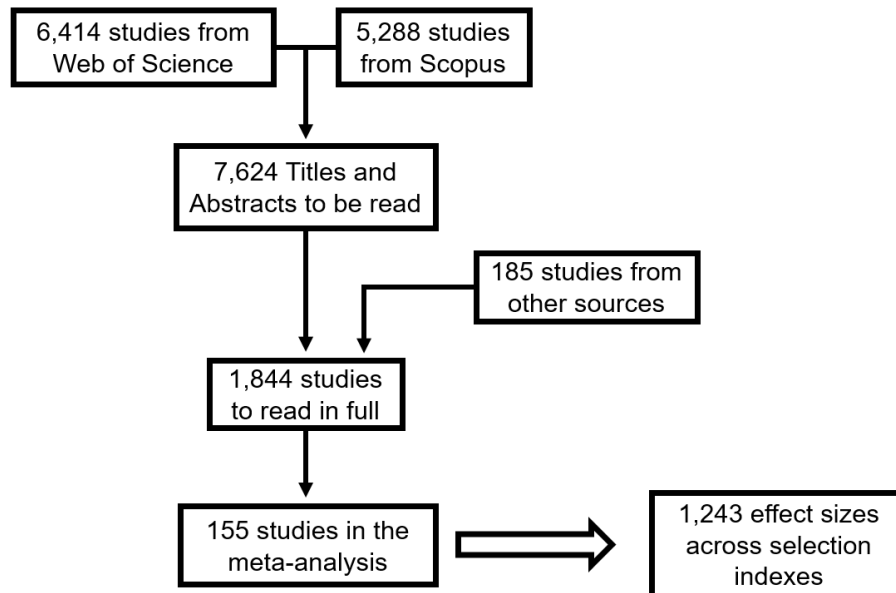 6,414 studies from
Web of Science
5,288 studies
from Scopus
7,624 Titles and
Abstracts to be read
185 studies from
other sources
1,844 studies
to read in full
155 studies in the
meta-analysis
1,243 effect sizes
across selection
indexes